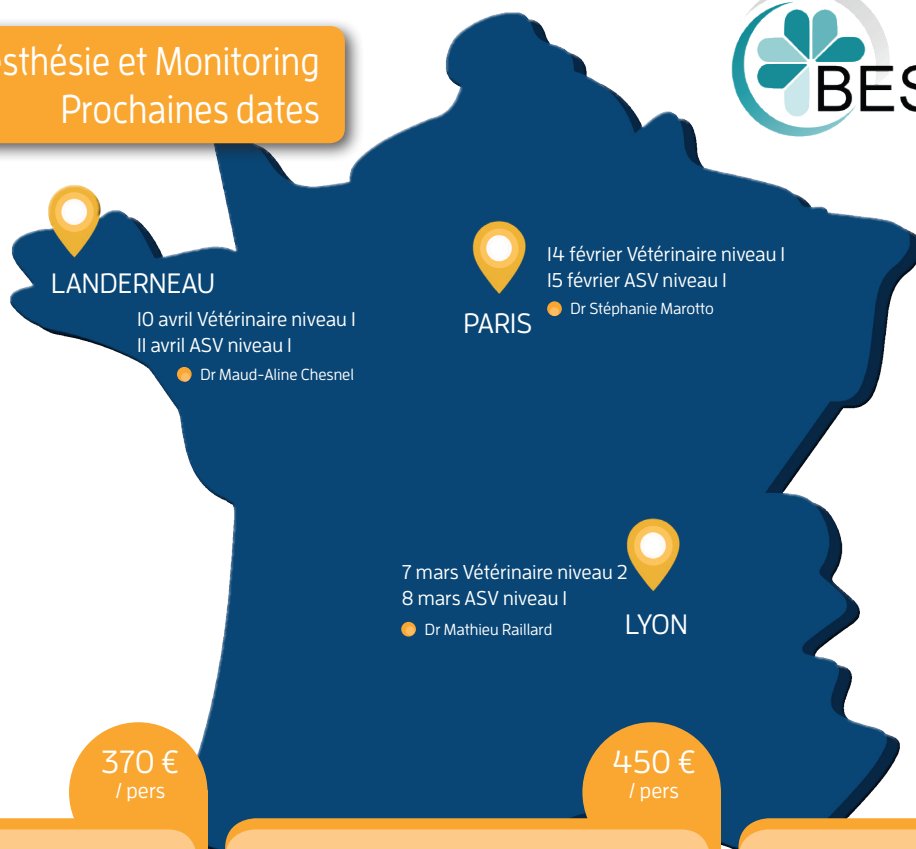 sthésie et Monitoring
Prochaines dates
BES
LANDERNEAU
10 avril Vétérinaire niveau 1
11 avril ASV niveau 1
Dr Maud-Aline Chesnel
PARIS
14 février Vétérinaire niveau 1
15 février ASV niveau 1
Dr Stéphanie Marotto
7 mars Vétérinaire niveau 2
8 mars ASV niveau 1
Dr Mathieu Raillard
LYON
370 €
/ pers
450 €
/ pers